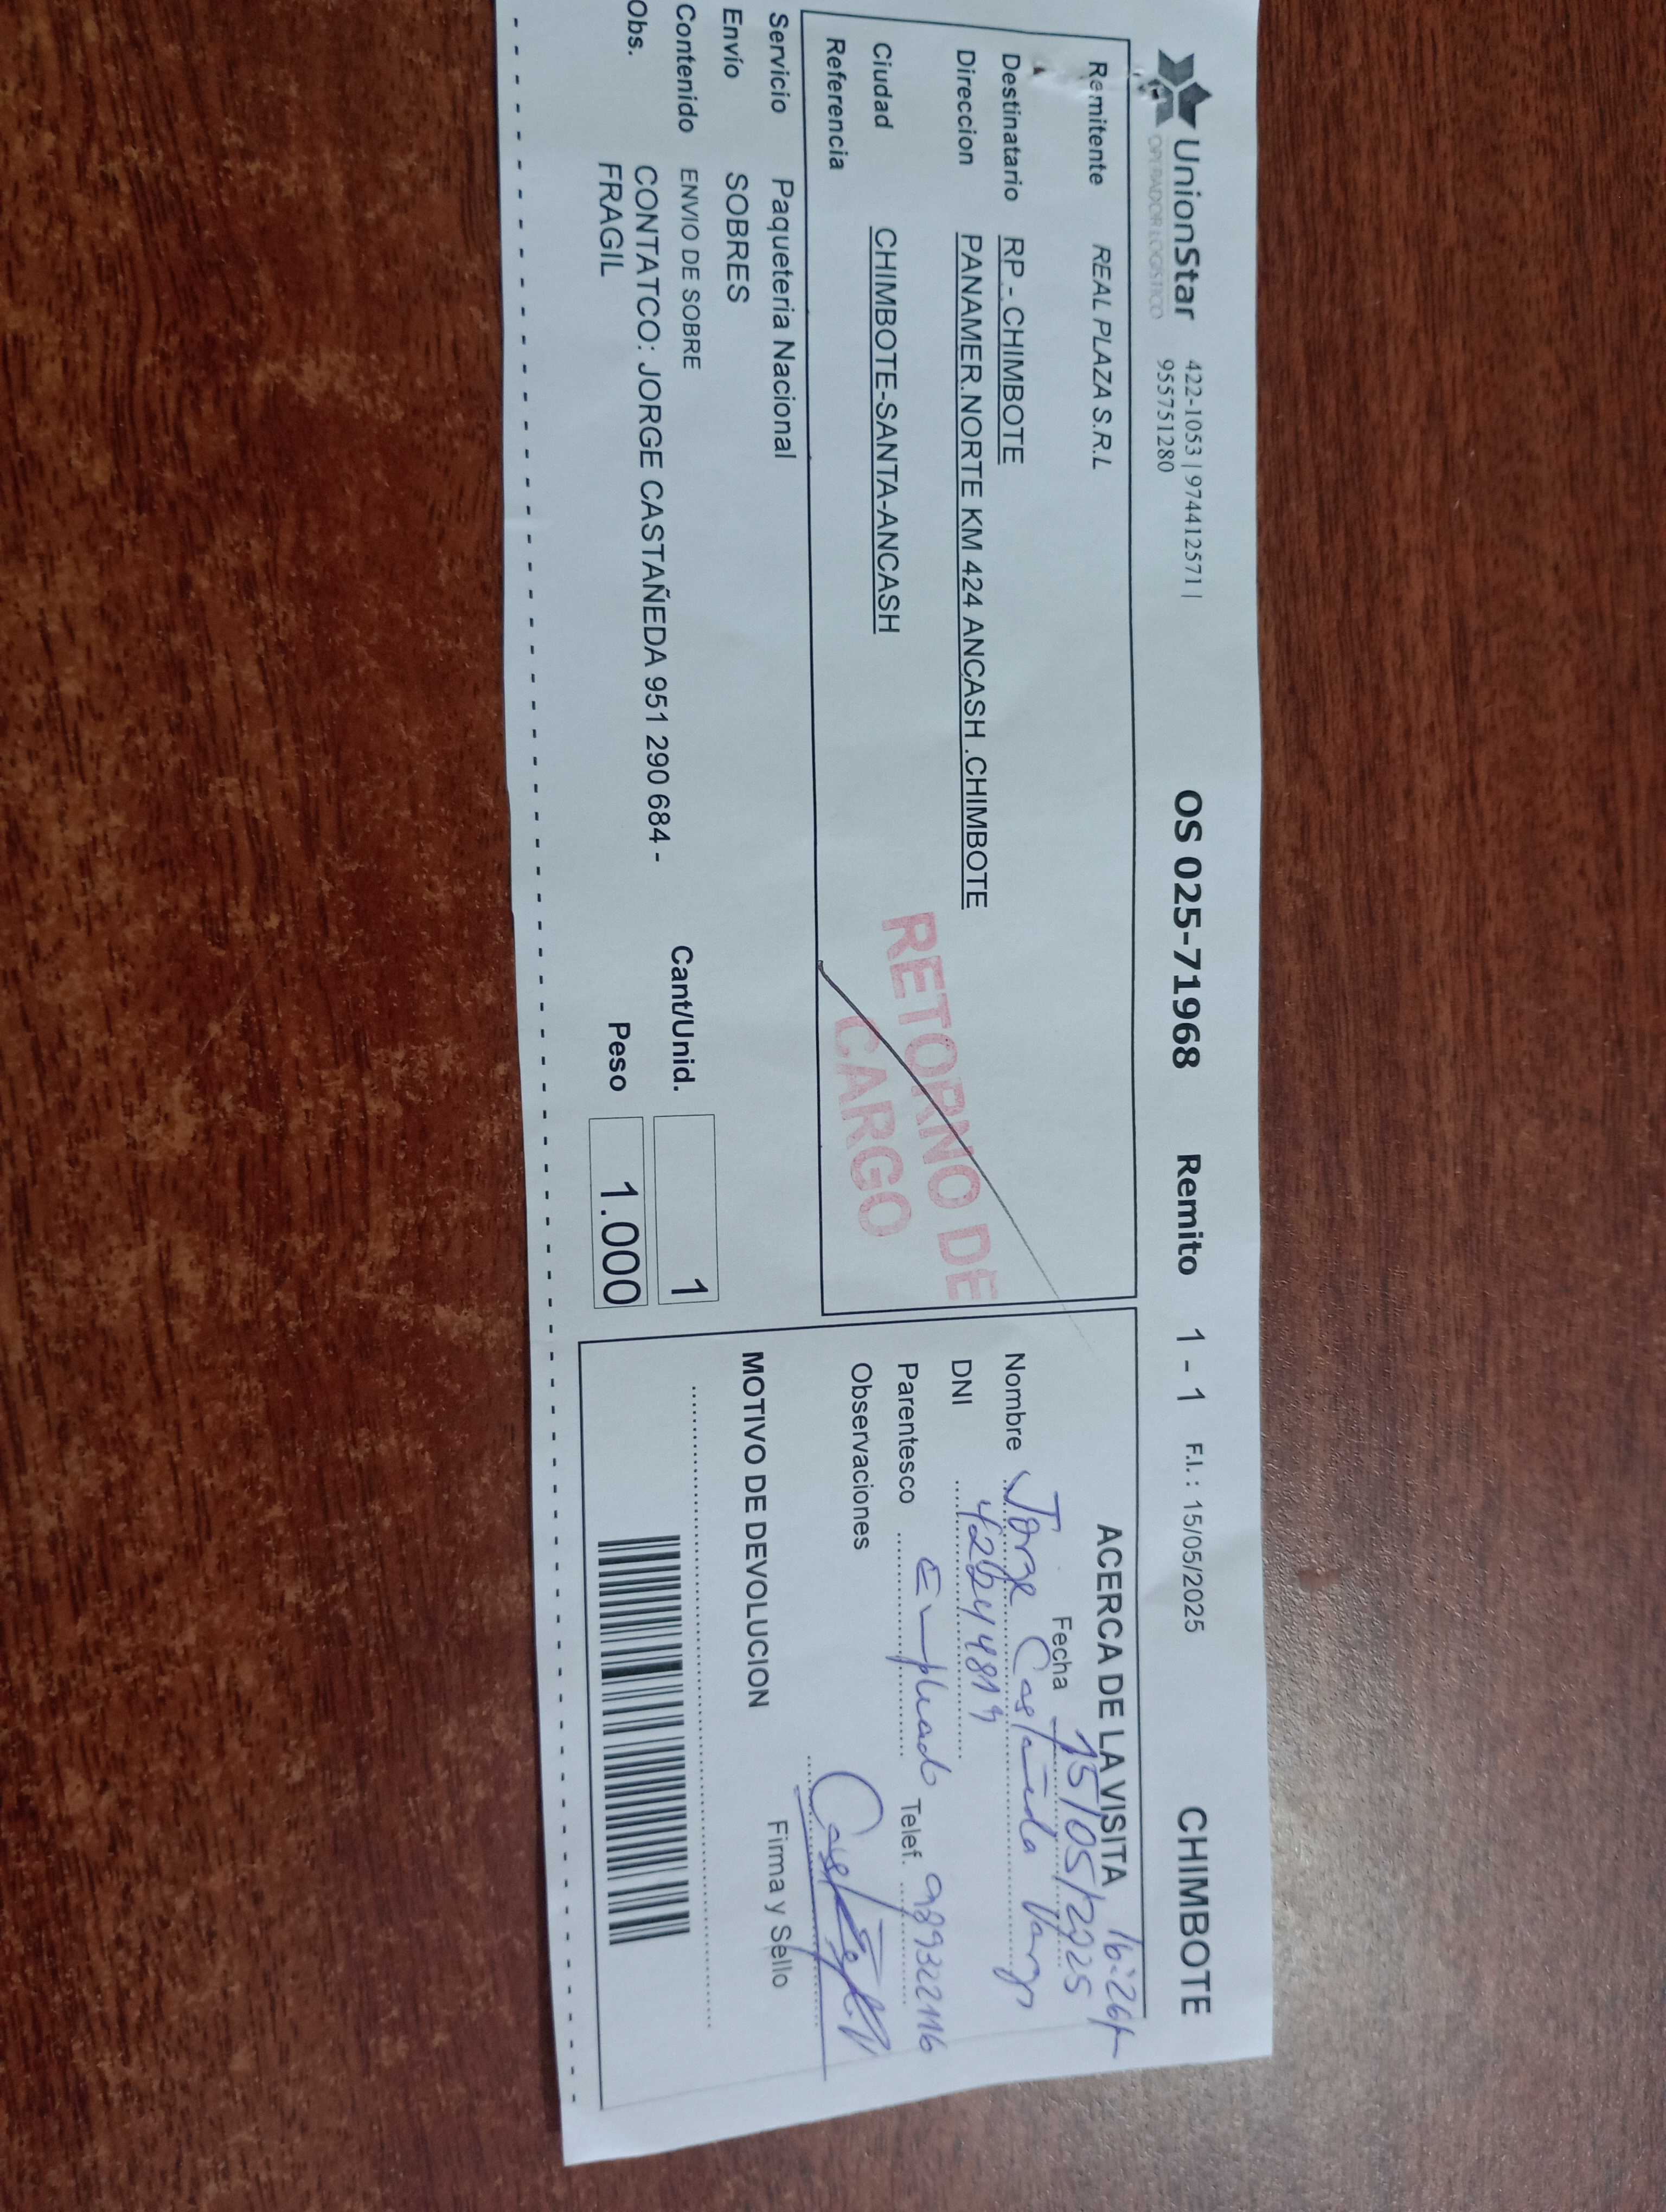 UnionStar
OPERADOR LOGISTICO
422-1053 | 974412571 |
955751280
OS 025-71968 Remito 1 - 1 F.I. : 15/05/2025 CHIMBOTE
Remitente REAL PLAZA S.R.L
Destinatario RP - CHIMBOTE
Direccion PANAMER.NORTE KM 424 ANCASH .CHIMBOTE
Ciudad CHIMBOTE-SANTA-ANCASH
Referencia
RETORNO DE
CARGO
Servicio Paqueteria Nacional
Envío SOBRES
Contenido ENVIO DE SOBRE
Obs. CONTATCO: JORGE CASTAÑEDA 951 290 684 -
FRAGIL
Cant/Unid. 1
Peso 1.000
ACERCA DE LA VISITA 16:26
Fecha 15/05/2025
Nombre Jorge Castañeda
DNI
Parentesco Empleado Telef. 989322116
Observaciones
Firma y Sello
MOTIVO DE DEVOLUCION